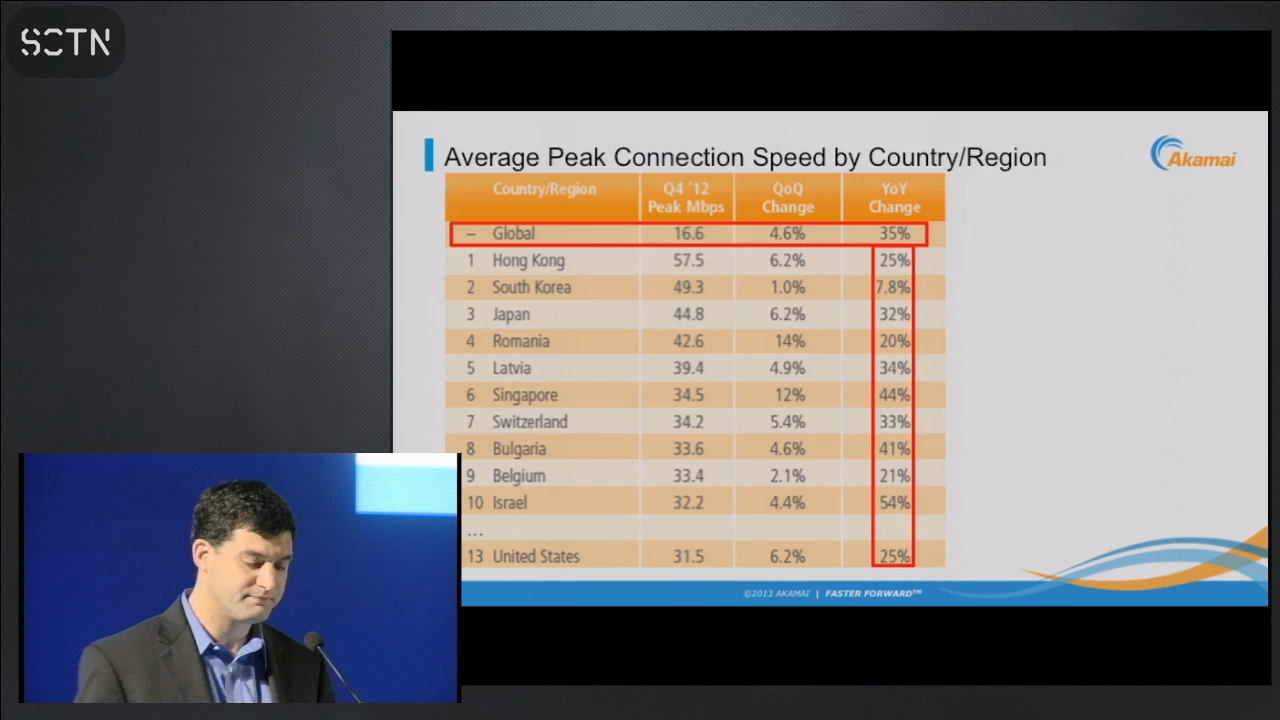 SCTN
Average Peak Connection Speed by Country/Region
Akamai
Country/Region Q4 '12 Peak Mbps QoQ Change YoY Change
– Global 16.6 4.6% 35%
1 Hong Kong 57.5 6.2% 25%
2 South Korea 49.3 1.0% 7.8%
3 Japan 44.8 6.2% 32%
4 Romania 42.6 14% 20%
5 Latvia 39.4 4.9% 34%
6 Singapore 34.5 12% 44%
7 Switzerland 34.2 5.4% 33%
8 Bulgaria 33.6 4.6% 41%
9 Belgium 33.4 2.1% 21%
10 Israel 32.2 4.4% 54%
...
13 United States 31.5 6.2% 25%
©2013 AKAMAI | FASTER FORWARD™